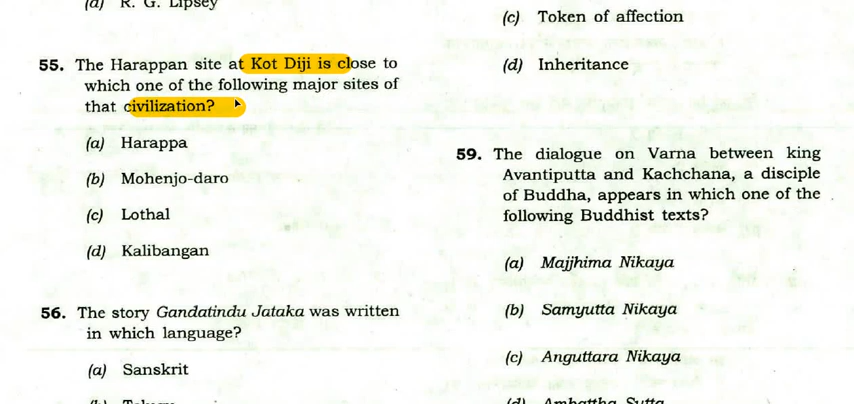 (d) R. G. Lipsey
55. The Harappan site at Kot Diji is close to
which one of the following major sites of
that civilization?
(a) Harappa
(b) Mohenjo-daro
(c) Lothal
(d) Kalibangan
56. The story Gandatindu Jataka was written
in which language?
(a) Sanskrit
(c) Token of affection
(d) Inheritance
59. The dialogue on Varna between king
Avantiputta and Kachchana, a disciple
of Buddha, appears in which one of the
following Buddhist texts?
(a) Majjhima Nikaya
(b) Samyutta Nikaya
(c) Anguttara Nikaya
(d) Ambattha Sutta